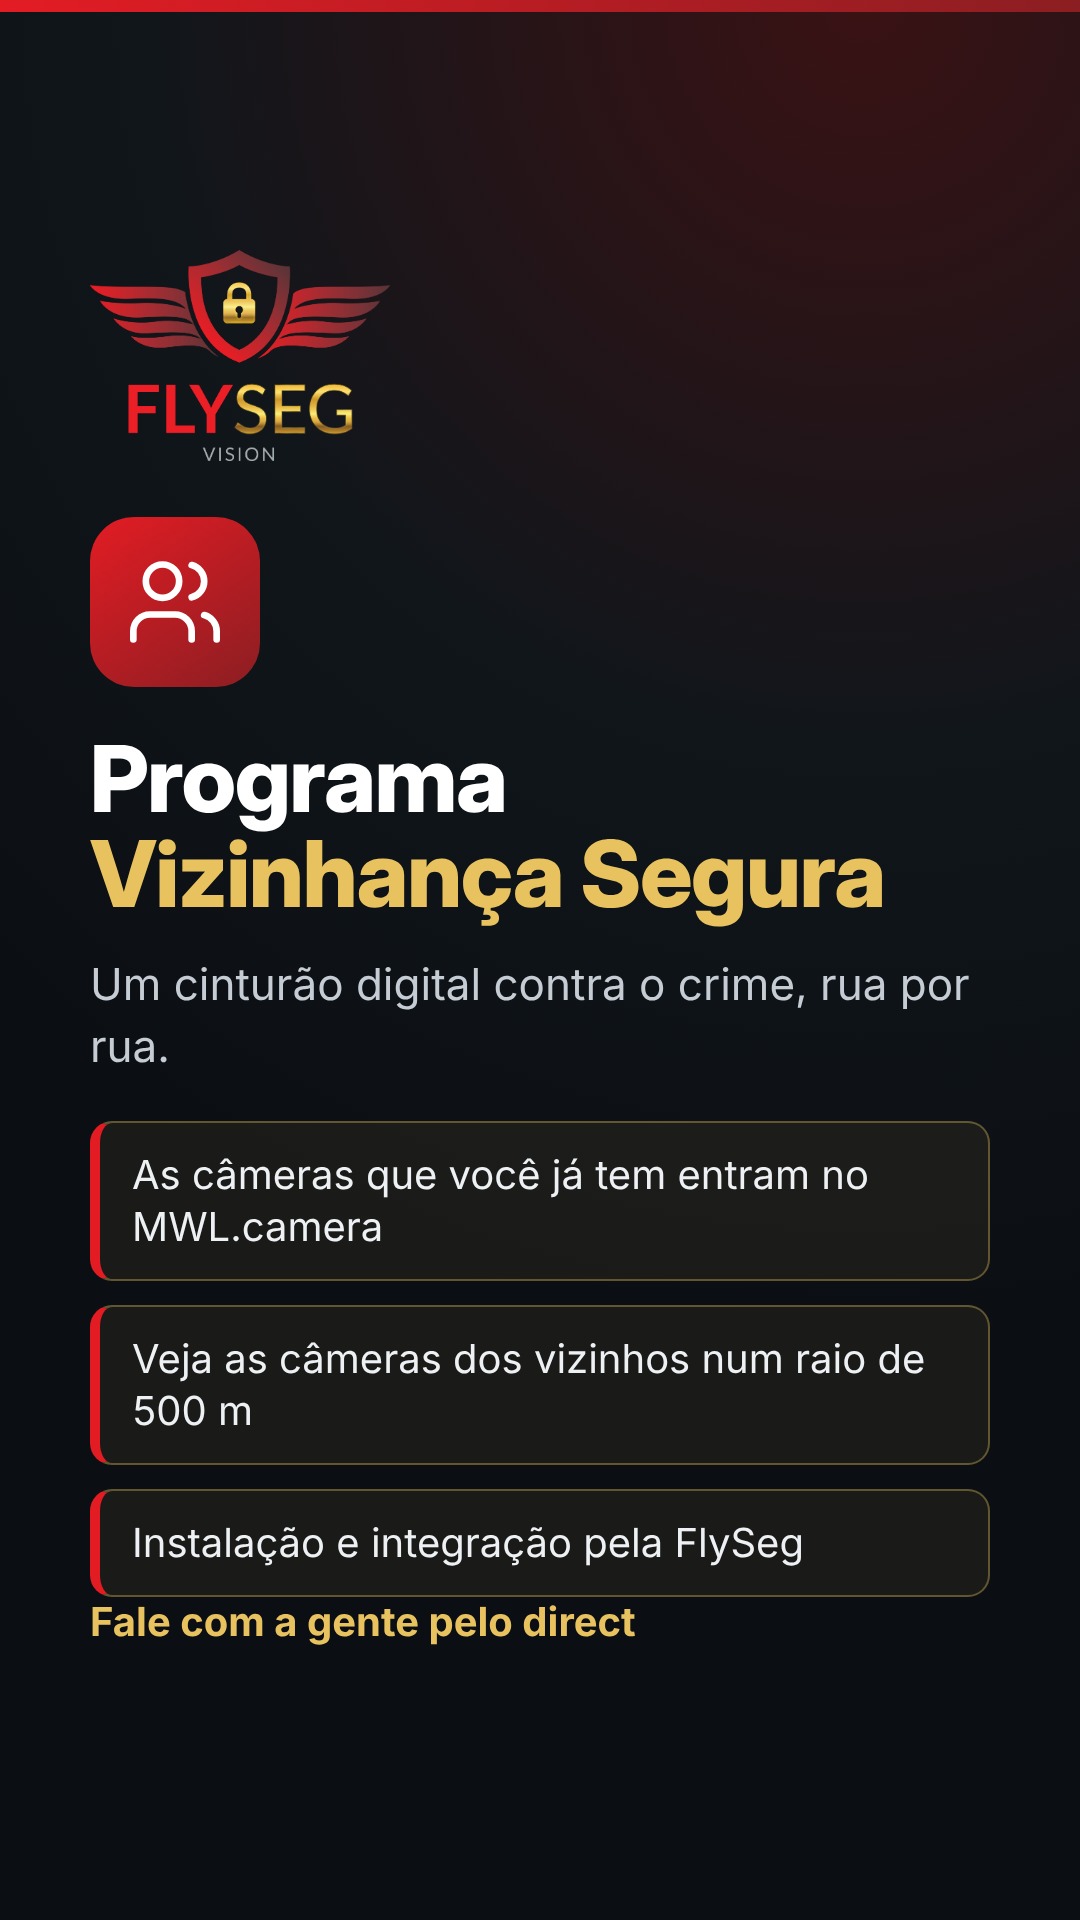 FLYSEG
VISION
Programa
Vizinhança Segura
Um cinturão digital contra o crime, rua por
rua.
As câmeras que você já tem entram no
MWL.camera
Veja as câmeras dos vizinhos num raio de
500 m
Instalação e integração pela FlySeg
Fale com a gente pelo direct